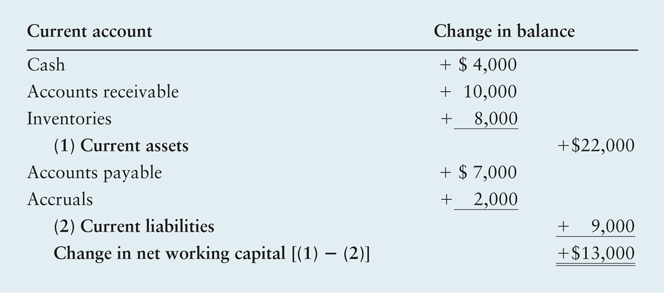 Current account Change in balance
Cash + $ 4,000
Accounts receivable + 10,000
Inventories + 8,000
(1) Current assets +$22,000
Accounts payable + $ 7,000
Accruals + 2,000
(2) Current liabilities + 9,000
Change in net working capital [(1) − (2)] +$13,000